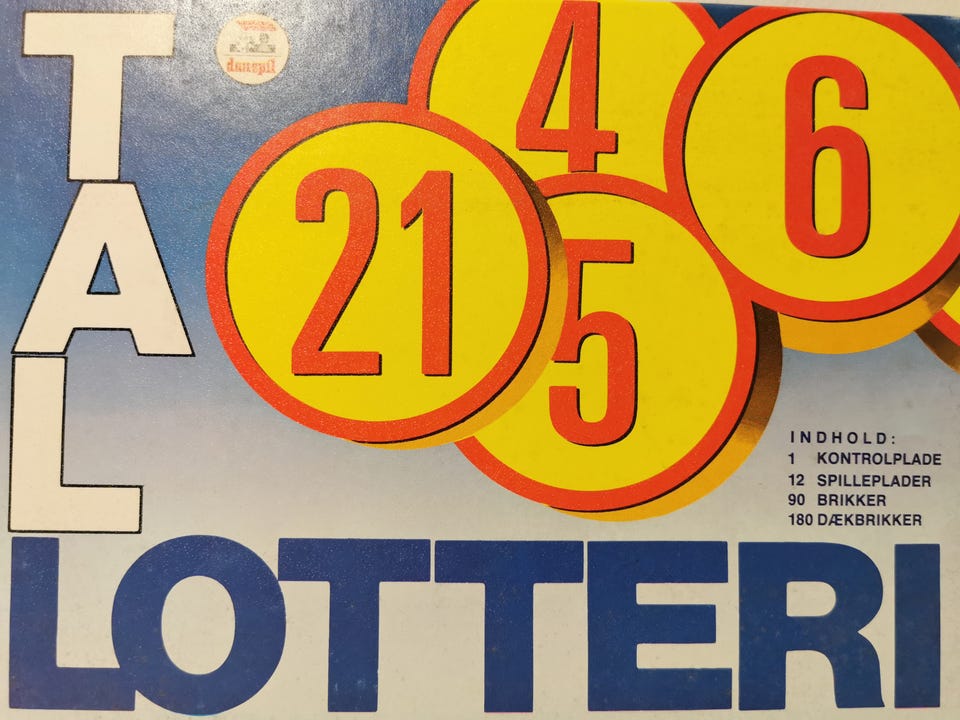 TAL
danspil
4
6
21
5
INDHOLD:
1 KONTROLPLADE
12 SPILLEPLADER
90 BRIKKER
180 DÆKBRIKKER
LOTTERI